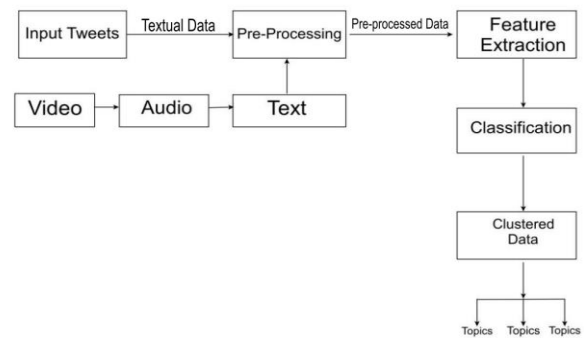 Input Tweets
Textual Data
Pre-Processing
Pre-processed Data
Feature
Extraction
Video
Audio
Text
Classification
Clustered
Data
Topics
Topics
Topics